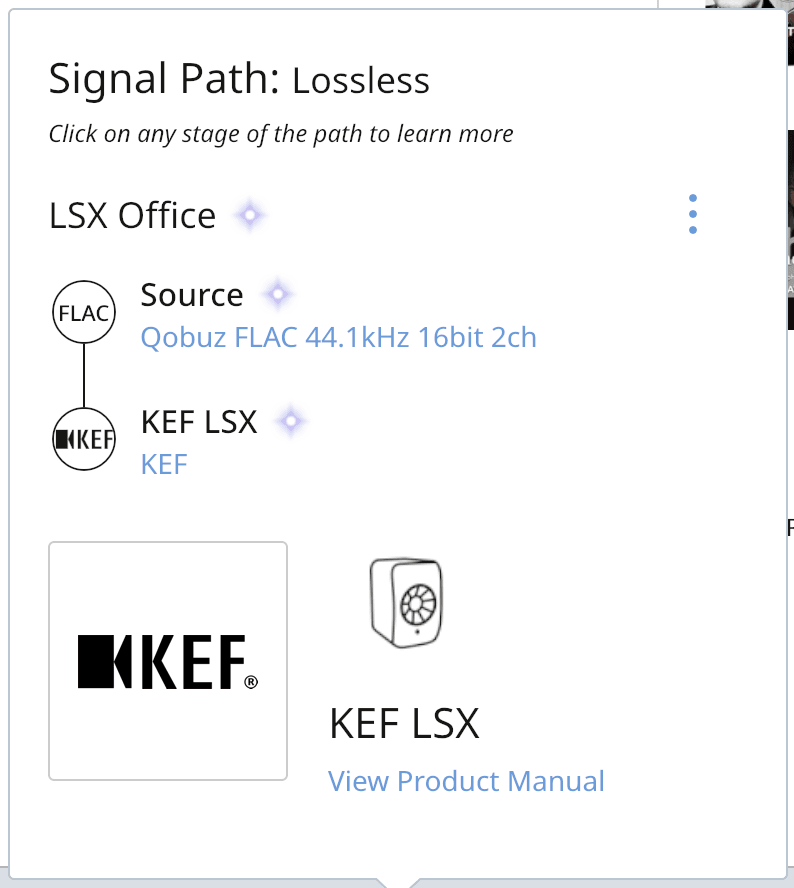 Signal Path: Lossless
Click on any stage of the path to learn more
LSX Office
FLAC
Source
Qobuz FLAC 44.1kHz 16bit 2ch
KEF
KEF LSX
KEF
KEF®
KEF LSX
View Product Manual